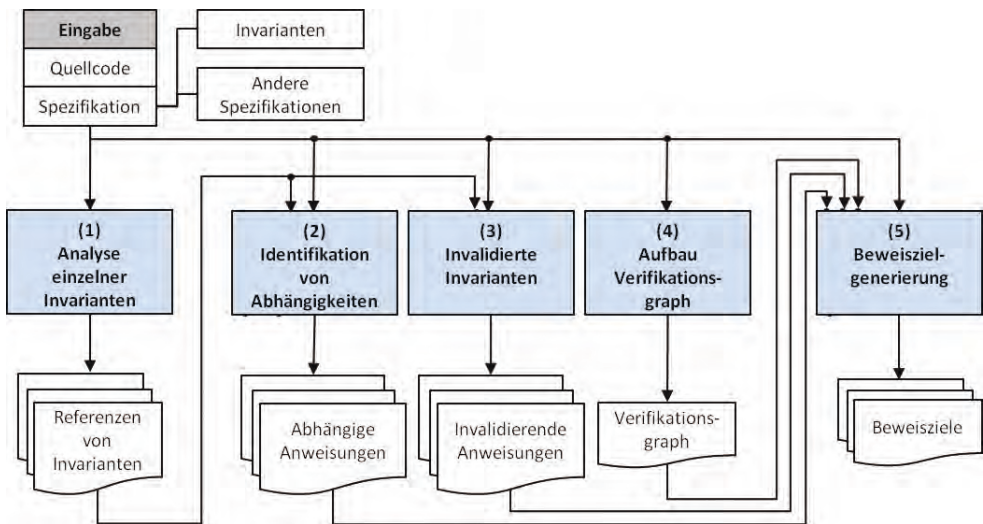 Eingabe
Quellcode
Spezifikation
Invarianten
Andere
Spezifikationen
(1)
Analyse
einzelner
Invarianten
(2)
Identifikation
von
Abhängigkeiten
(3)
Invalidierte
Invarianten
(4)
Aufbau
Verifikations-
graph
(5)
Beweisziel-
generierung
Referenzen
von
Invarianten
Abhängige
Anweisungen
Invalidierende
Anweisungen
Verifikations-
graph
Beweisziele